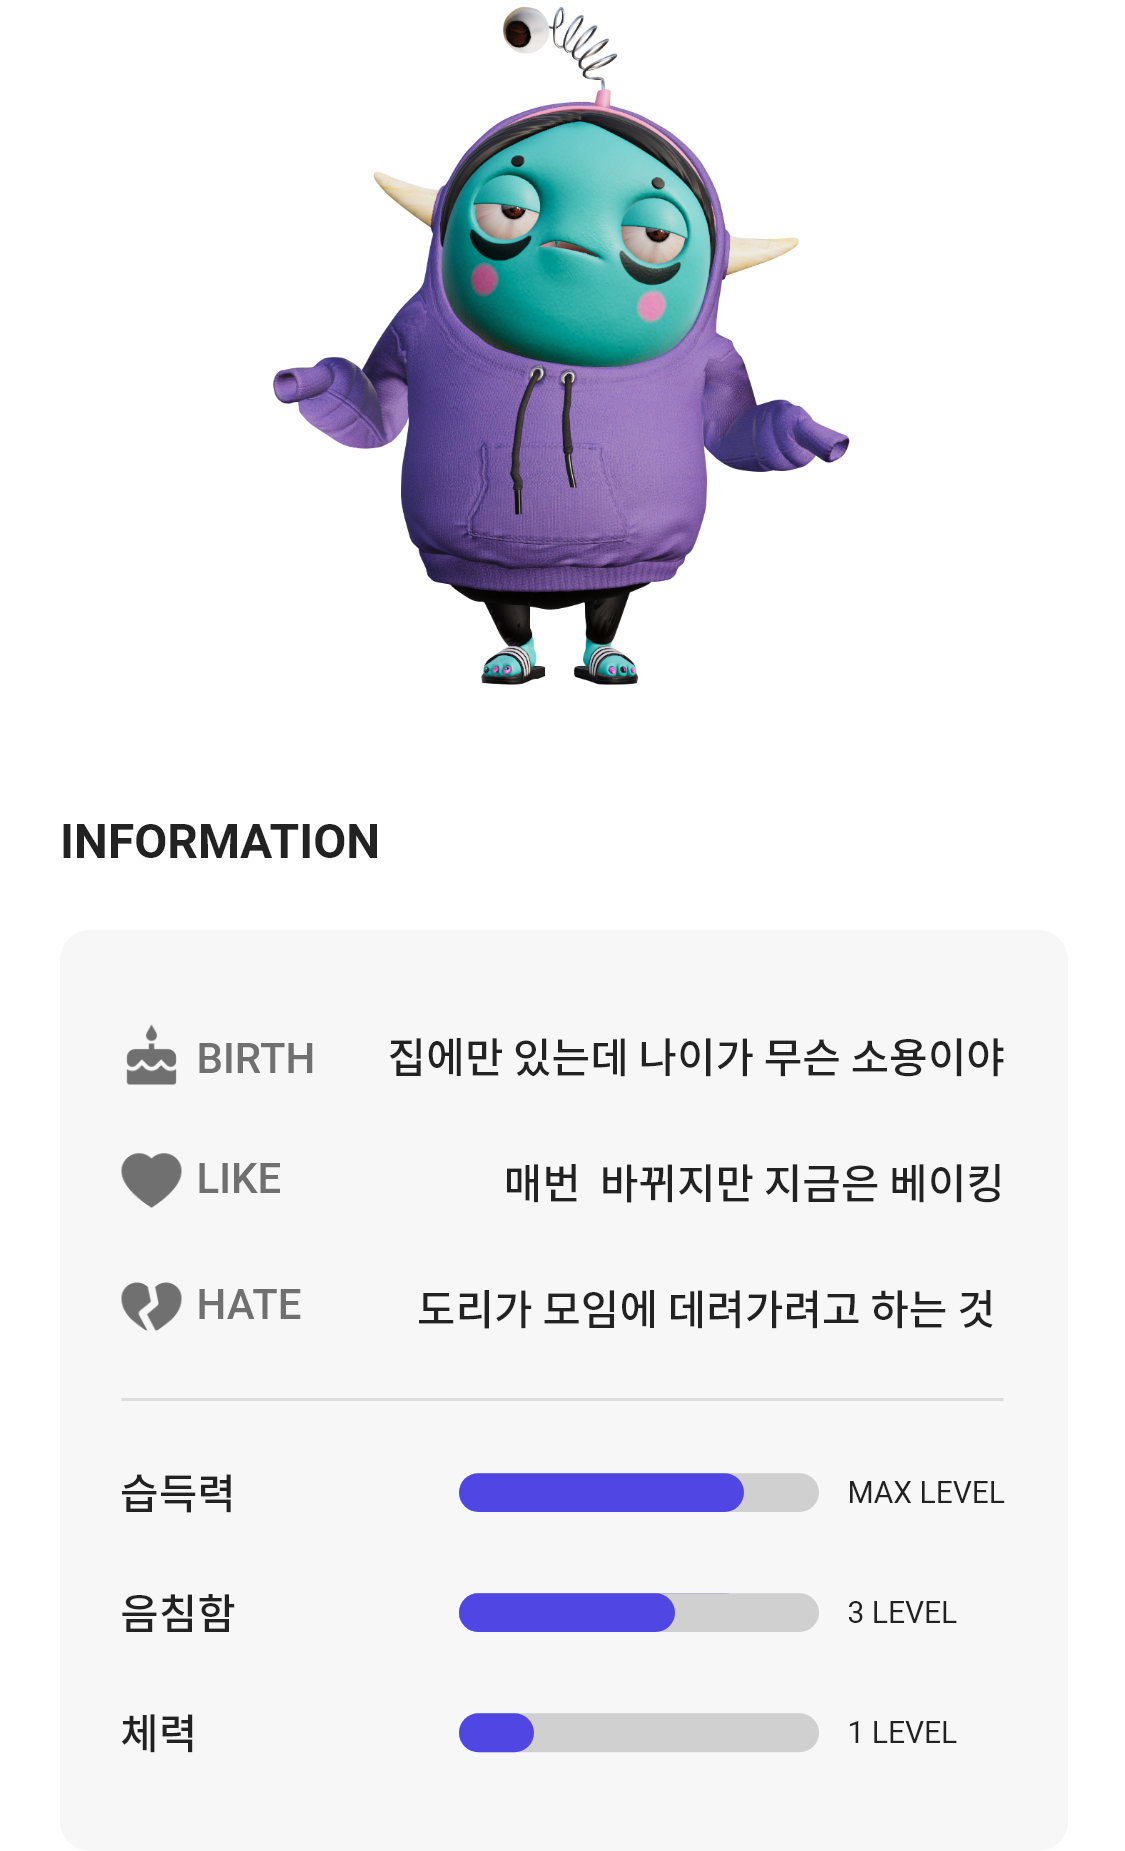 INFORMATION
BIRTH 집에만 있는데 나이가 무슨 소용이야
LIKE 매번 바뀌지만 지금은 베이킹
HATE 도리가 모임에 데려가려고 하는 것
습득력 MAX LEVEL
음침함 3 LEVEL
체력 1 LEVEL